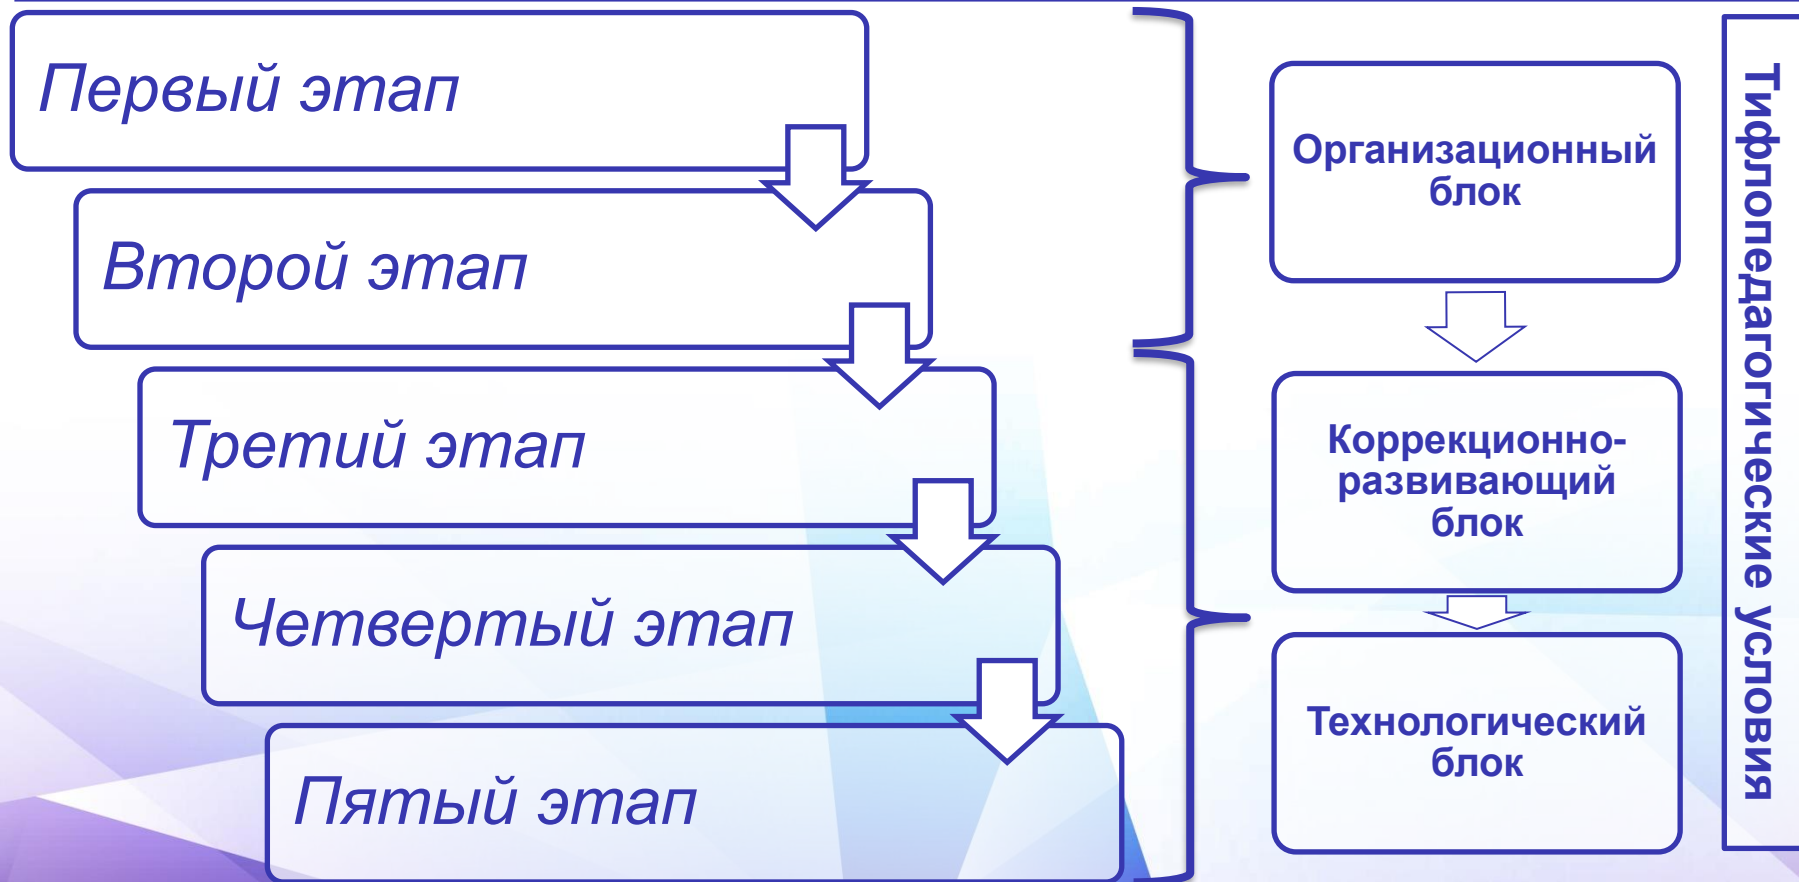 Первый этап
Второй этап
Третий этап
Четвертый этап
Пятый этап
Организационный
блок
Коррекционно-
развивающий
блок
Технологический
блок
Тифлопедагогические условия